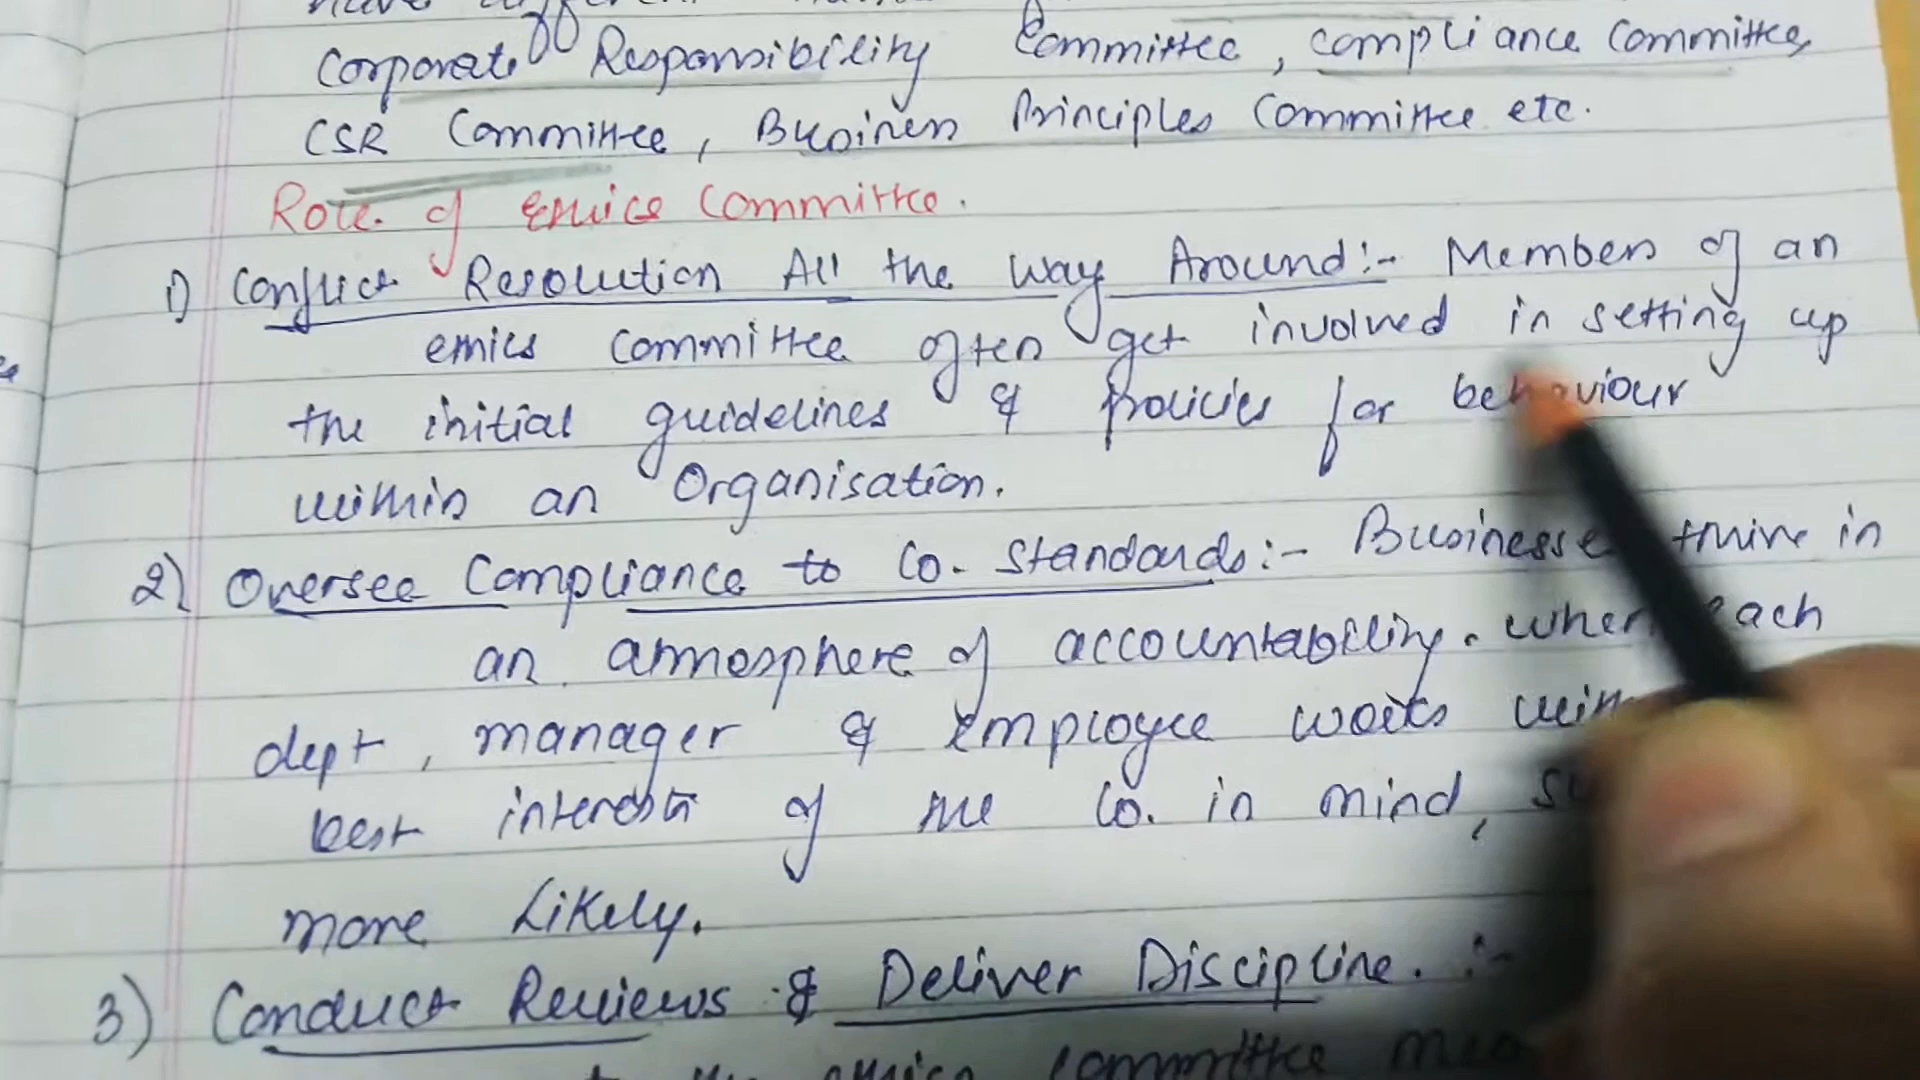 Corporate Responsibility Committee, compliance Committee,
CSR Committee, Business Principles Committee etc.
Role of Ethics Committee.
1) Conflict Resolution All the Way Around:- Members of an
ethics committee often get involved in setting up
the initial guidelines & policies for behaviour
within an Organisation.
2) Oversee Compliance to Co. Standards:- Businesses thrive in
an atmosphere of accountability. when each
dept, manager & Employee works
best interests of the Co. in mind,
more Likely.
3) Conduct Reviews & Deliver Discipline. :-
committee